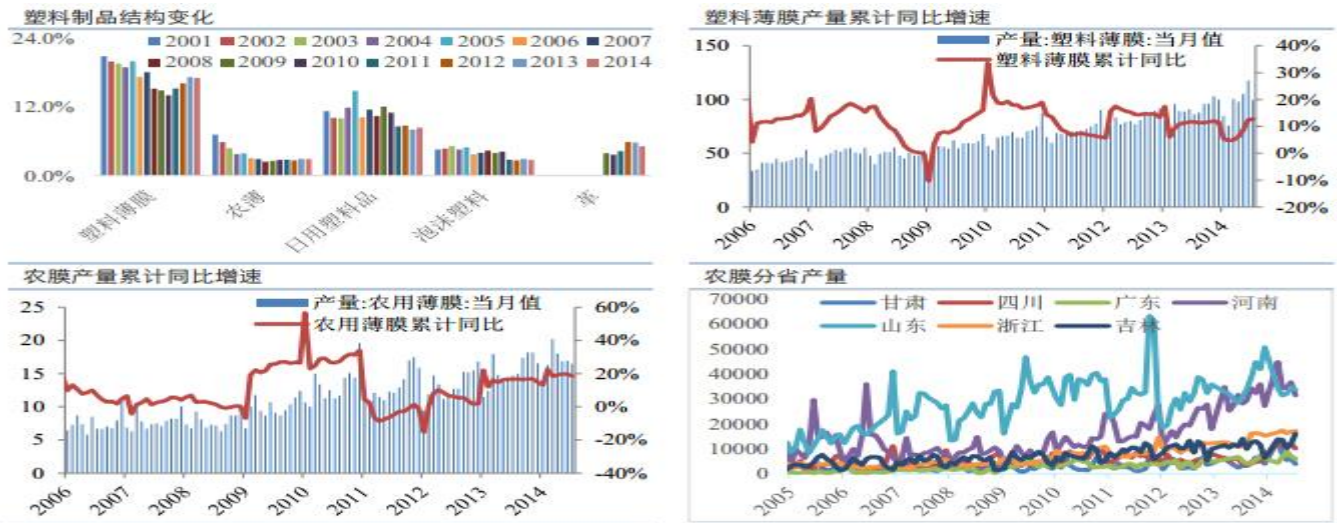 塑料制品结构变化
24.0%
12.0%
0.0%
2001 2002 2003 2004 2005 2006 2007
2008 2009 2010 2011 2012 2013 2014
塑料薄膜 农薄 日用塑料品 泡沫塑料 革
塑料薄膜产量累计同比增速
150
100
50
0
产量:塑料薄膜:当月值
塑料薄膜累计同比
40%
30%
20%
10%
0%
-10%
-20%
2006 2007 2008 2009 2010 2011 2012 2013 2014
农膜产量累计同比增速
25
20
15
10
5
0
产量:农用薄膜:当月值
农用薄膜累计同比
60%
40%
20%
0%
-20%
-40%
2006 2007 2008 2009 2010 2011 2012 2013 2014
农膜分省产量
70000
60000
50000
40000
30000
20000
10000
0
甘肃 四川 广东 河南
山东 浙江 吉林
2005 2006 2007 2008 2009 2010 2011 2012 2013 2014